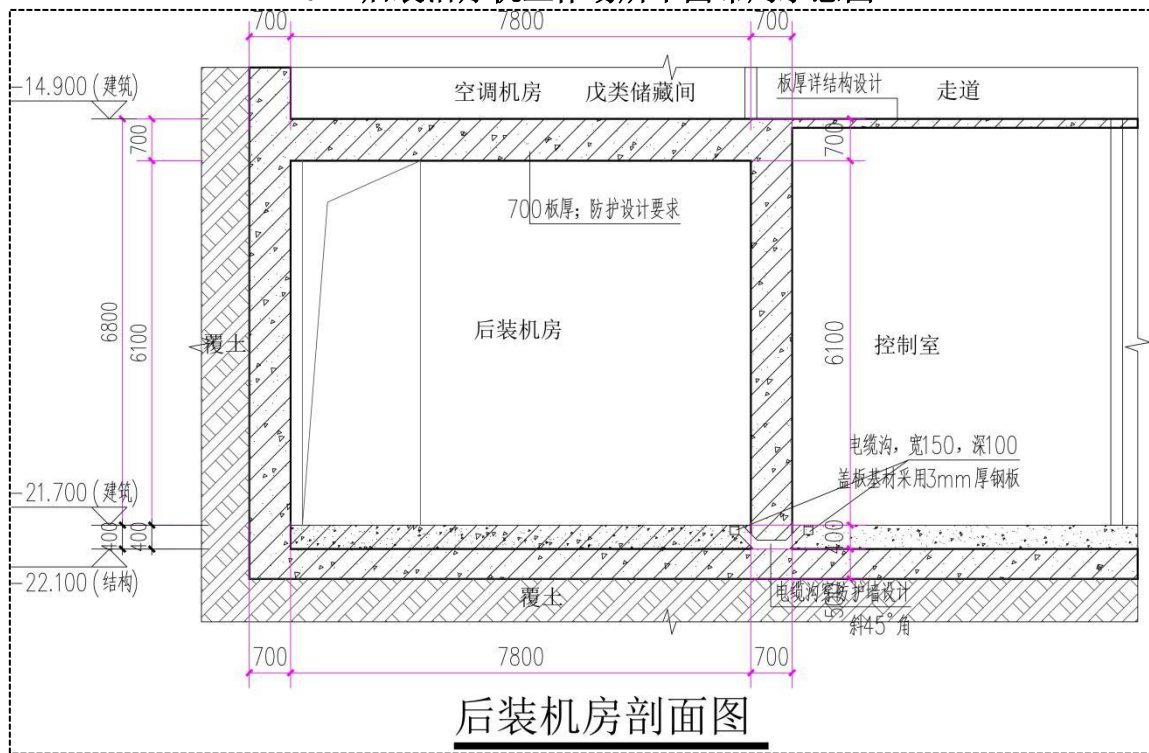 700
7800
700
-14.900(建筑)
空调机房
戊类储藏间
板厚详结构设计
走道
700
700
700板厚；防护设计要求
6800
6100
后装机房
覆土
6100
控制室
电缆沟，宽150，深100
盖板基材采用3mm厚钢板
-21.700(建筑)
400
400
400
-22.100(结构)
覆土
电缆沟穿防护墙设计
斜45°角
700
7800
700
后装机房剖面图